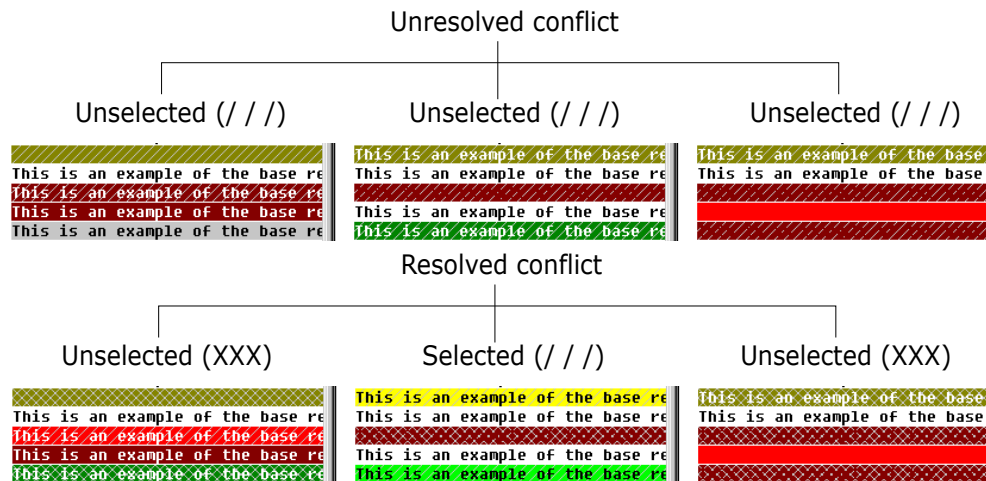 Unresolved conflict
Unselected (/ / /)
Unselected (/ / /)
Unselected (/ / /)
This is an example of the base re
This is an example of the base re
This is an example of the base re
This is an example of the base re
This is an example of the base re
This is an example of the base re
This is an example of the base re
This is an example of the base re
This is an example of the base
This is an example of the base
Resolved conflict
Unselected (XXX)
Selected (/ / /)
Unselected (XXX)
This is an example of the base re
This is an example of the base re
This is an example of the base re
This is an example of the base re
This is an example of the base re
This is an example of the base re
This is an example of the base re
This is an example of the base re
This is an example of the base
This is an example of the base